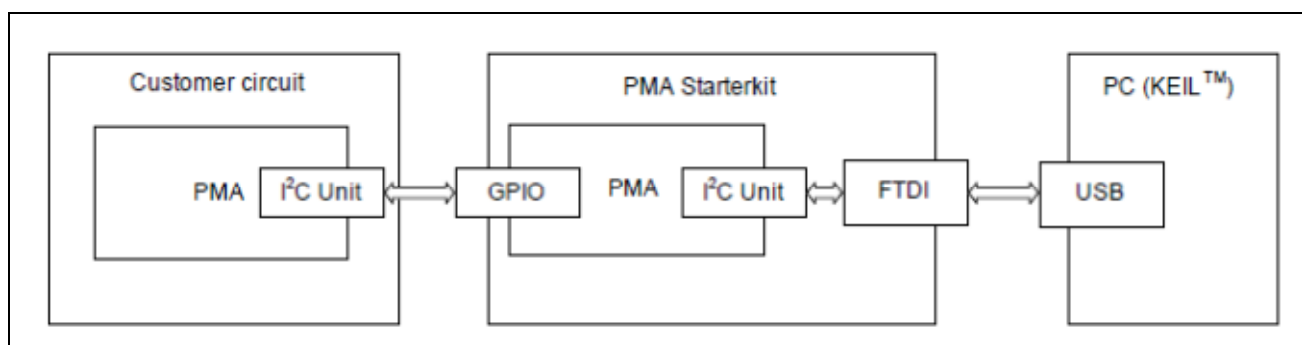 Customer circuit
PMA Starterkit
PC (KEIL™)
PMA
I²C Unit
GPIO
PMA
I²C Unit
FTDI
USB